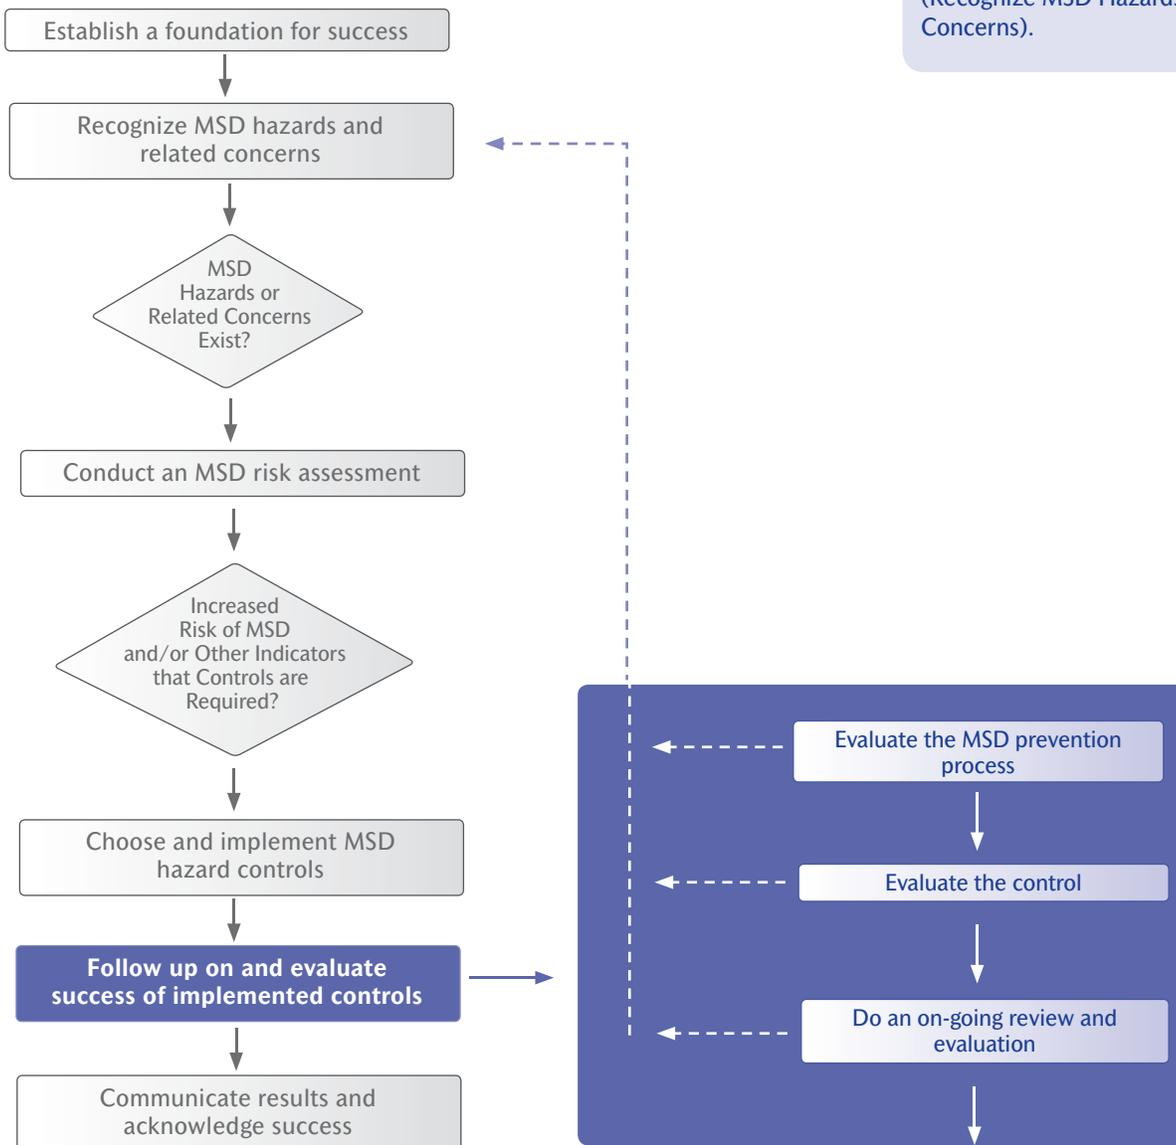 (Recognize MSD Hazards
Concerns).
Establish a foundation for success
Recognize MSD hazards and
related concerns
MSD
Hazards or
Related Concerns
Exist?
Conduct an MSD risk assessment
Increased
Risk of MSD
and/or Other Indicators
that Controls are
Required?
Choose and implement MSD
hazard controls
Follow up on and evaluate
success of implemented controls
Communicate results and
acknowledge success
Evaluate the MSD prevention
process
Evaluate the control
Do an on-going review and
evaluation